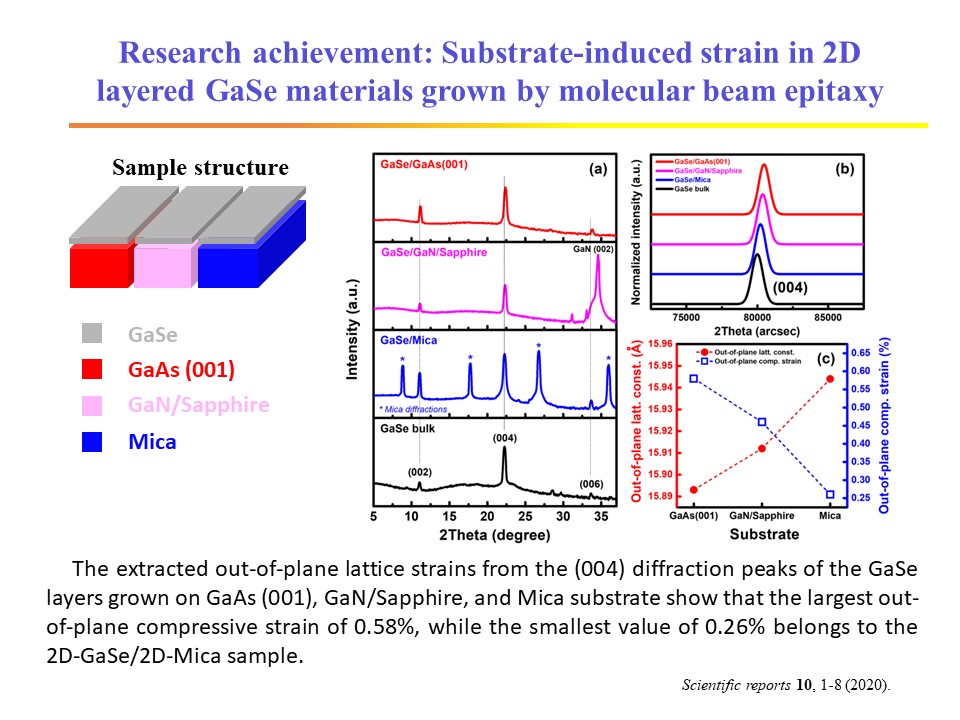 Research achievement: Substrate-induced strain in 2D
layered GaSe materials grown by molecular beam epitaxy
Sample structure
GaSe
GaAs (001)
GaN/Sapphire
Mica
Intensity (a.u.)
GaSe/GaAs(001)
(a)
GaSe/GaN/Sapphire
GaN (002)
GaSe/Mica
* * * * *
* Mica diffractions
GaSe bulk
(002)
(004)
(006)
5 10 15 20 25 30 35
2Theta (degree)
Normalized intensity (a.u.)
GaSe/GaAs(001)
GaSe/GaN/Sapphire
GaSe/Mica
GaSe bulk
(b)
(004)
75000 80000 85000
2Theta (arcsec)
Out-of-plane latt. const. (Å)
15.96
15.95
15.94
15.93
15.92
15.91
15.90
15.89
Out-of-plane latt. const.
Out-of-plane comp. strain
(c)
0.65
0.60
0.55
0.50
0.45
0.40
0.35
0.30
0.25
Out-of-plane comp. strain (%)
GaAs(001) GaN/Sapphire Mica
Substrate
The extracted out-of-plane lattice strains from the (004) diffraction peaks of the GaSe
layers grown on GaAs (001), GaN/Sapphire, and Mica substrate show that the largest out-
of-plane compressive strain of 0.58%, while the smallest value of 0.26% belongs to the
2D-GaSe/2D-Mica sample.
Scientific reports 10, 1-8 (2020).